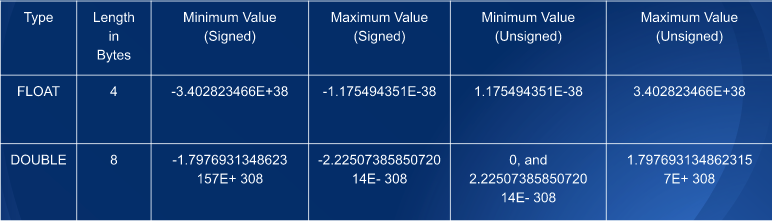 Type Length Minimum Value Maximum Value Minimum Value Maximum Value
in (Signed) (Signed) (Unsigned) (Unsigned)
Bytes
FLOAT 4 -3.402823466E+38 -1.175494351E-38 1.175494351E-38 3.402823466E+38
DOUBLE 8 -1.7976931348623 -2.22507385850720 0, and 1.797693134862315
157E+ 308 14E- 308 2.22507385850720 7E+ 308
14E- 308